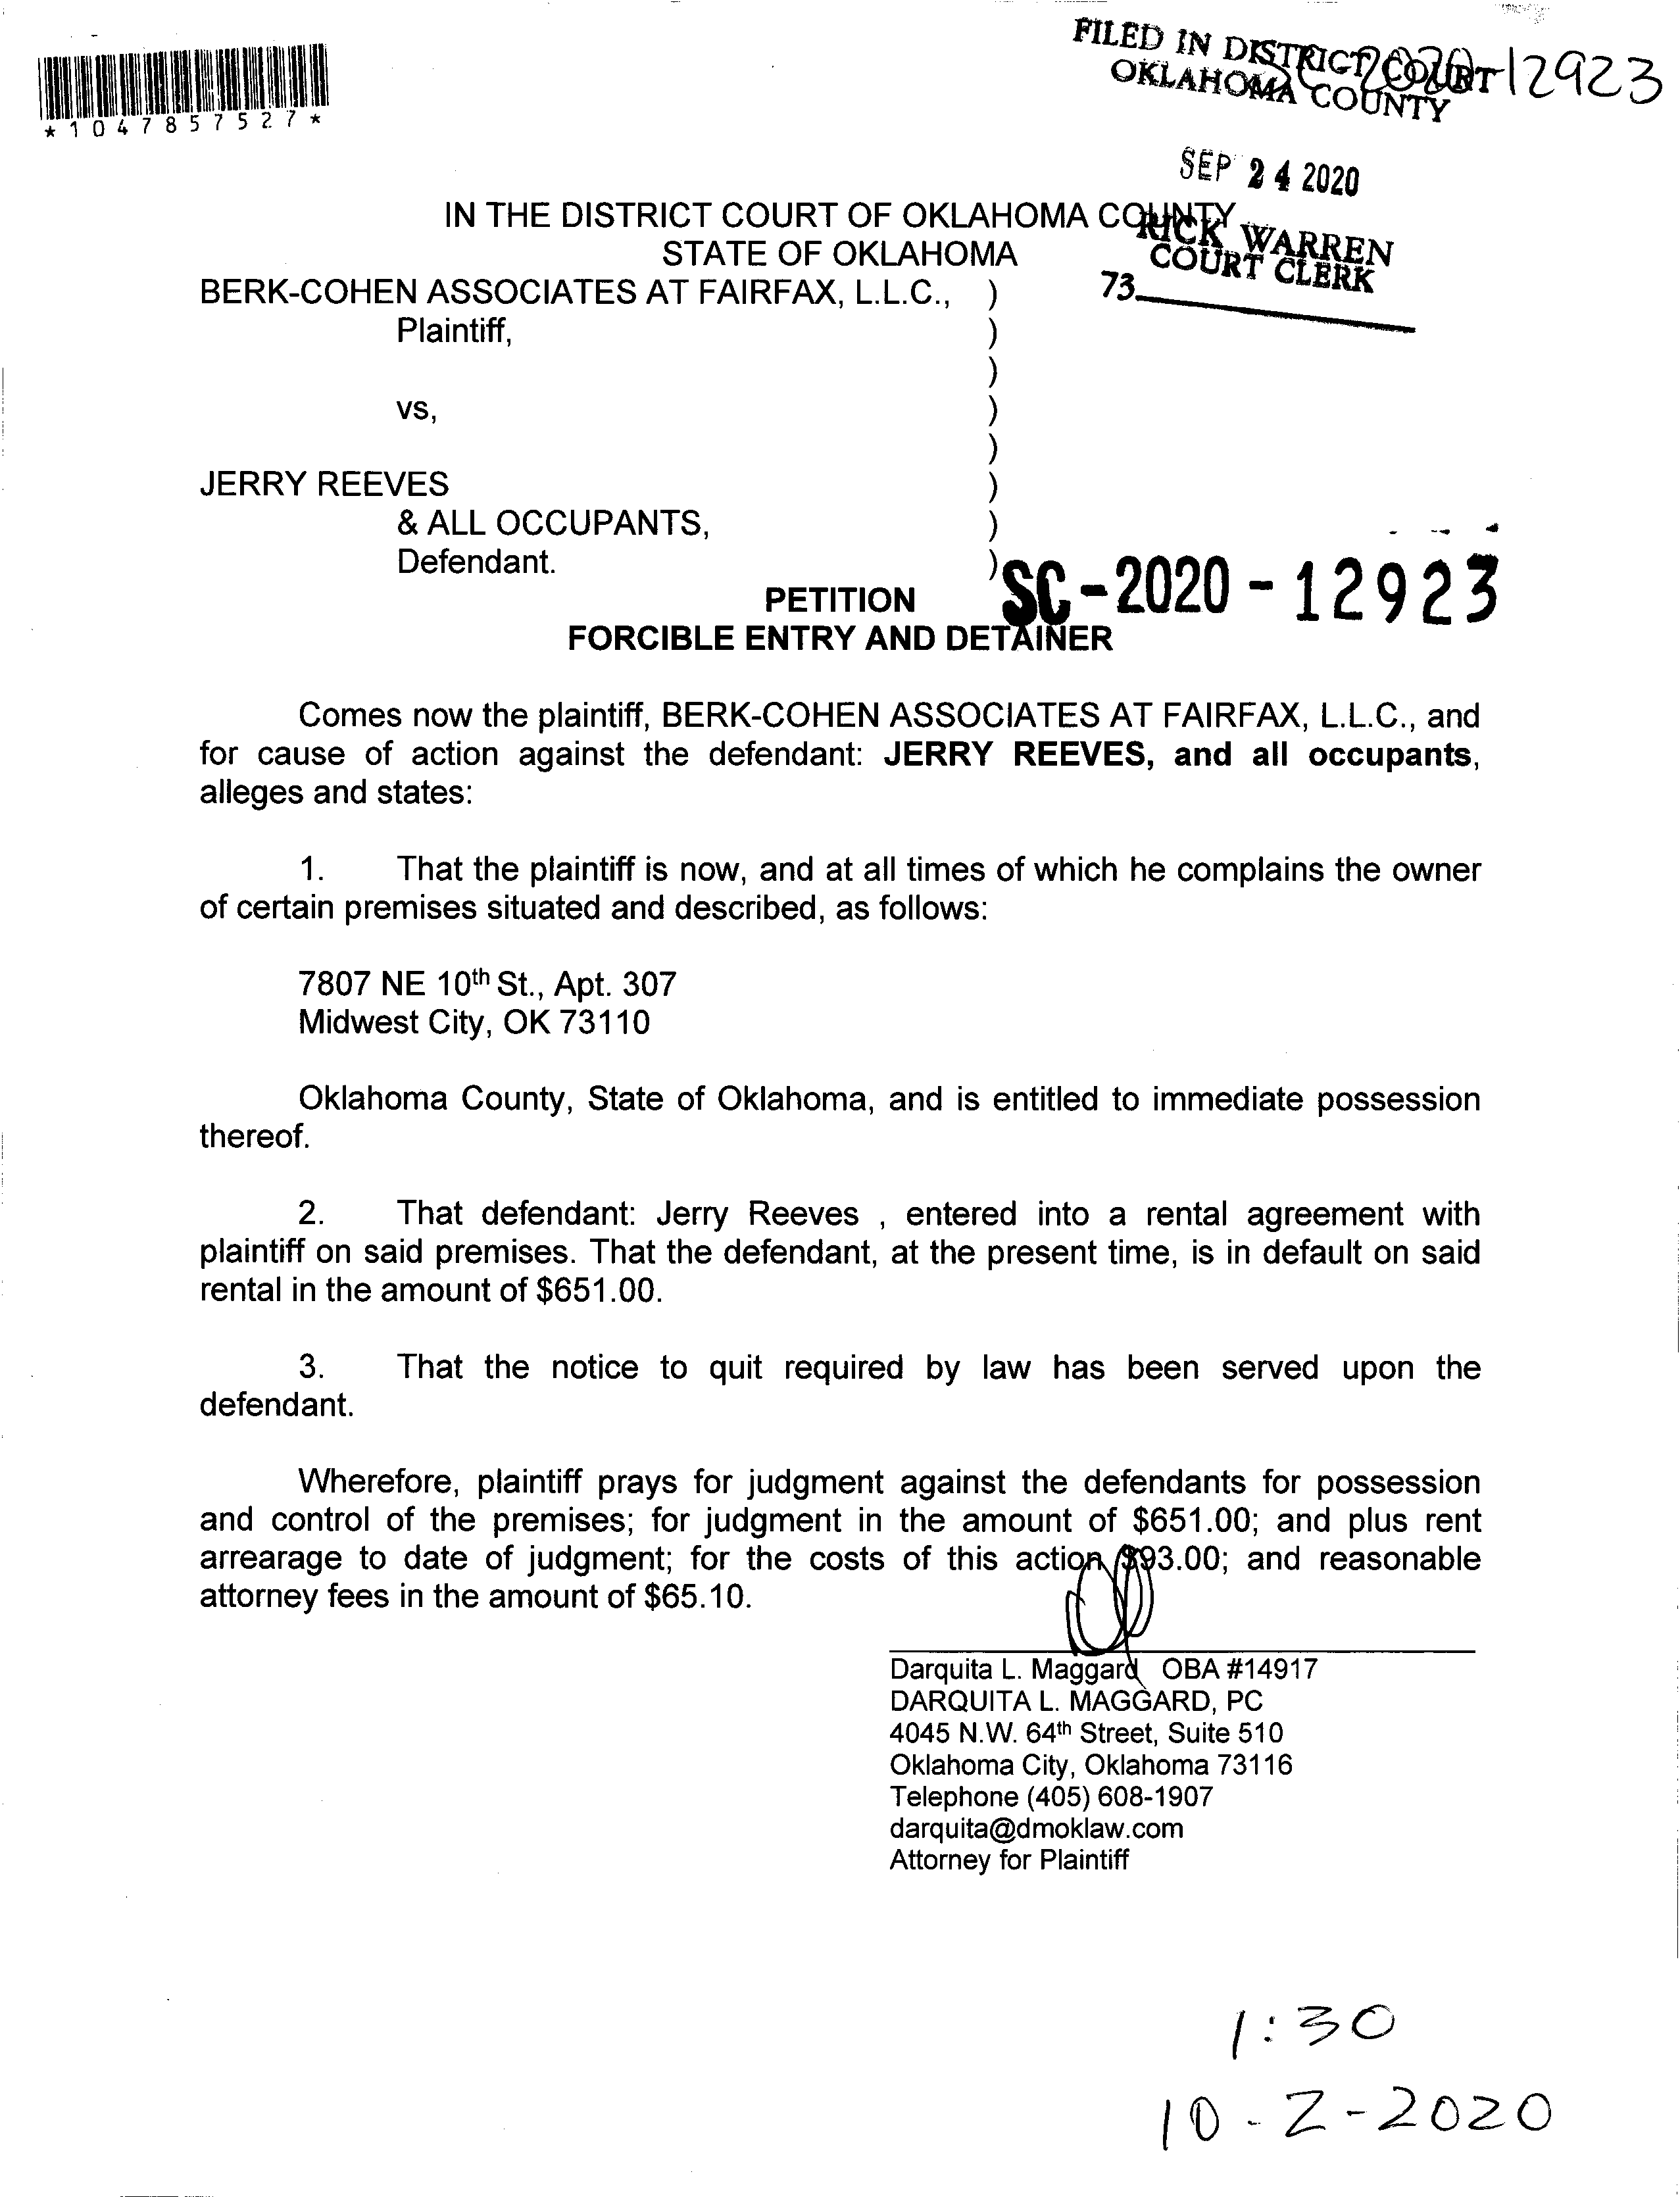 *1047857527*
FILED IN DISTRICT COURT
OKLAHOMA COUNTY
SC-2020-12923
SEP 24 2020
RICK WARREN
COURT CLERK
73
IN THE DISTRICT COURT OF OKLAHOMA COUNTY
STATE OF OKLAHOMA
BERK-COHEN ASSOCIATES AT FAIRFAX, L.L.C., )
Plaintiff, )
)
vs, )
)
JERRY REEVES )
& ALL OCCUPANTS, )
Defendant. )
SC-2020-12923
PETITION
FORCIBLE ENTRY AND DETAINER
Comes now the plaintiff, BERK-COHEN ASSOCIATES AT FAIRFAX, L.L.C., and
for cause of action against the defendant: JERRY REEVES, and all occupants,
alleges and states:
1. That the plaintiff is now, and at all times of which he complains the owner
of certain premises situated and described, as follows:
7807 NE 10th St., Apt. 307
Midwest City, OK 73110
Oklahoma County, State of Oklahoma, and is entitled to immediate possession
thereof.
2. That defendant: Jerry Reeves , entered into a rental agreement with
plaintiff on said premises. That the defendant, at the present time, is in default on said
rental in the amount of $651.00.
3. That the notice to quit required by law has been served upon the
defendant.
Wherefore, plaintiff prays for judgment against the defendants for possession
and control of the premises; for judgment in the amount of $651.00; and plus rent
arrearage to date of judgment; for the costs of this action $93.00; and reasonable
attorney fees in the amount of $65.10.
Darquita L. Maggard OBA #14917
DARQUITA L. MAGGARD, PC
4045 N.W. 64th Street, Suite 510
Oklahoma City, Oklahoma 73116
Telephone (405) 608-1907
darquita@dmoklaw.com
Attorney for Plaintiff
1:30
10-2-2020